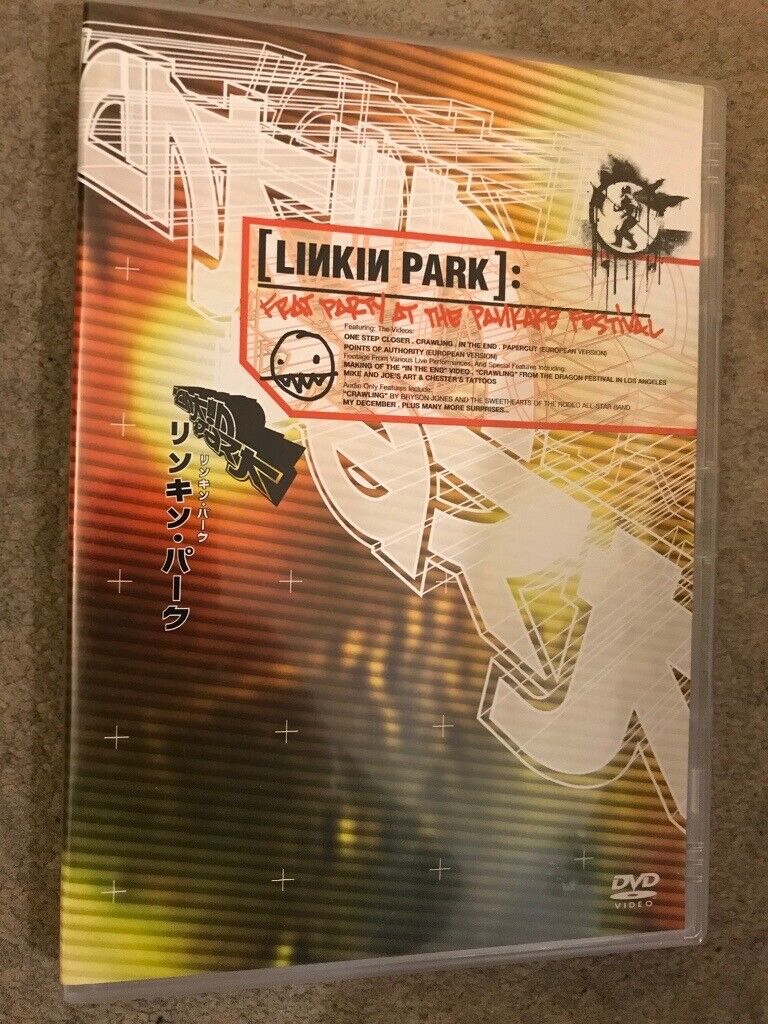 [LIИKIИ PARK]:
FRAT PARTY AT THE PANKAKE FESTIVAL
Featuring: The Videos:
ONE STEP CLOSER . CRAWLING . IN THE END . PAPERCUT (EUROPEAN VERSION)
POINTS OF AUTHORITY (EUROPEAN VERSION)
Footage From Various Live Performances, And Special Features Including:
MAKING OF THE "IN THE END" VIDEO . "CRAWLING" FROM THE DRAGON FESTIVAL IN LOS ANGELES
MIKE AND JOE'S ART & CHESTER'S TATTOOS
Audio Only Features Include:
"CRAWLING" BY BRYSON JONES AND THE SWEETHEARTS OF THE RODEO ALL-STAR BAND
MY DECEMBER . PLUS MANY MORE SURPRISES...
リンキン・パーク
リンキン・パーク
DVD
VIDEO